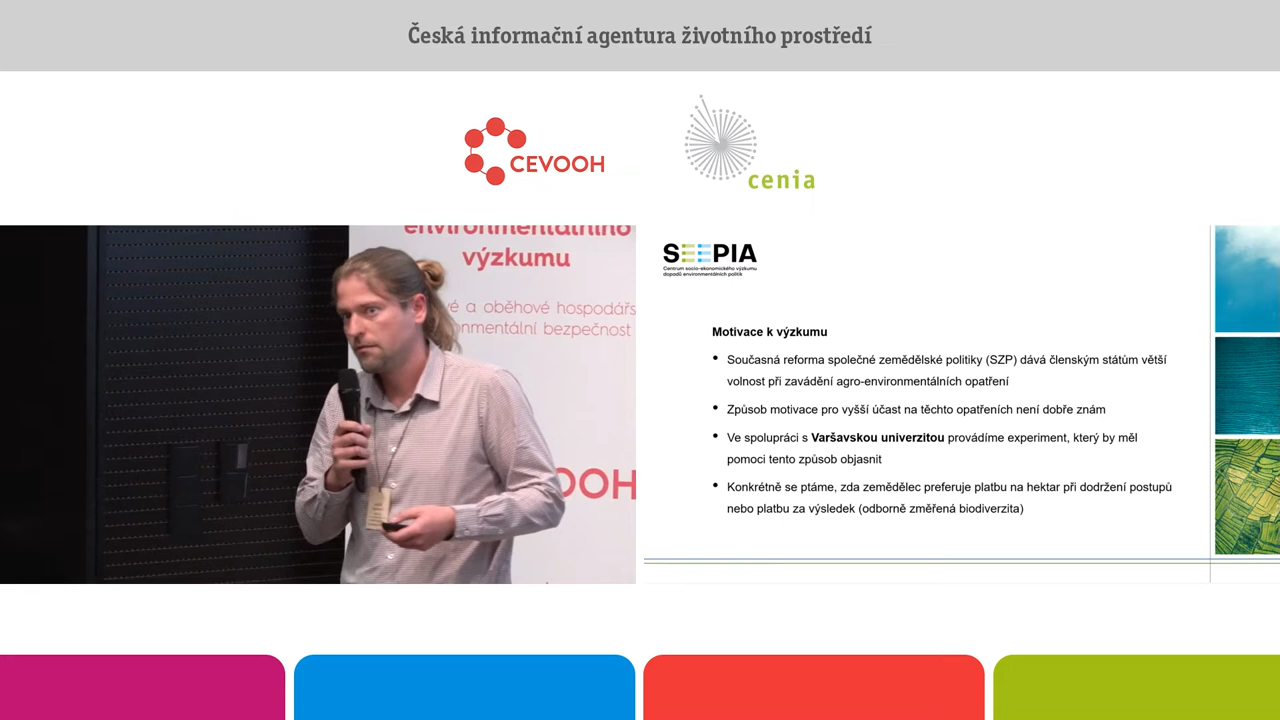 Česká informační agentura životního prostředí
CEVOOH
cenia
environmentálního
výzkumu
vé a oběhové hospodářs
onmentální bezpečnost
OOH
SEEPIA
Centrum socio-ekonomického výzkumu
dopadů environmentálních politik
Motivace k výzkumu
• Současná reforma společné zemědělské politiky (SZP) dává členským státům větší
volnost při zavádění agro-environmentálních opatření
• Způsob motivace pro vyšší účast na těchto opatřeních není dobře znám
• Ve spolupráci s Varšavskou univerzitou provádíme experiment, který by měl
pomoci tento způsob objasnit
• Konkrétně se ptáme, zda zemědělec preferuje platbu na hektar při dodržení postupů
nebo platbu za výsledek (odborně změřená biodiverzita)